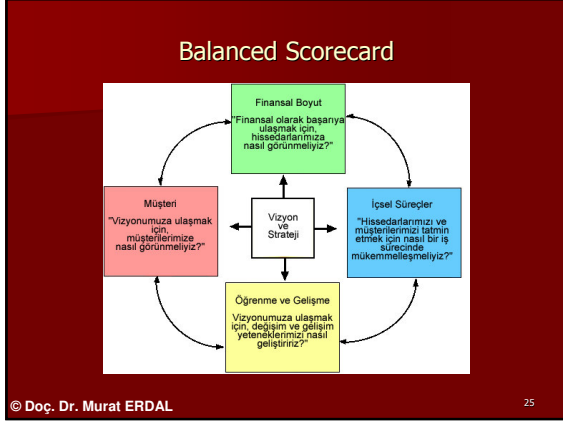 Balanced Scorecard
Finansal Boyut
"Finansal olarak başarıya
ulaşmak için,
hissedarlarımıza
nasıl görünmeliyiz?"
Müşteri
"Vizyonumuza ulaşmak
için,
müşterilerimize
nasıl görünmeliyiz?"
Vizyon
ve
Strateji
İçsel Süreçler
"Hissedarlarımızı ve
müşterilerimizi tatmin
etmek için nasıl bir iş
sürecinde
mükemmelleşmeliyiz?"
Öğrenme ve Gelişme
Vizyonumuza ulaşmak
için, değişim ve gelişim
yeteneklerimizi nasıl
geliştiririz?"
© Doç. Dr. Murat ERDAL
25